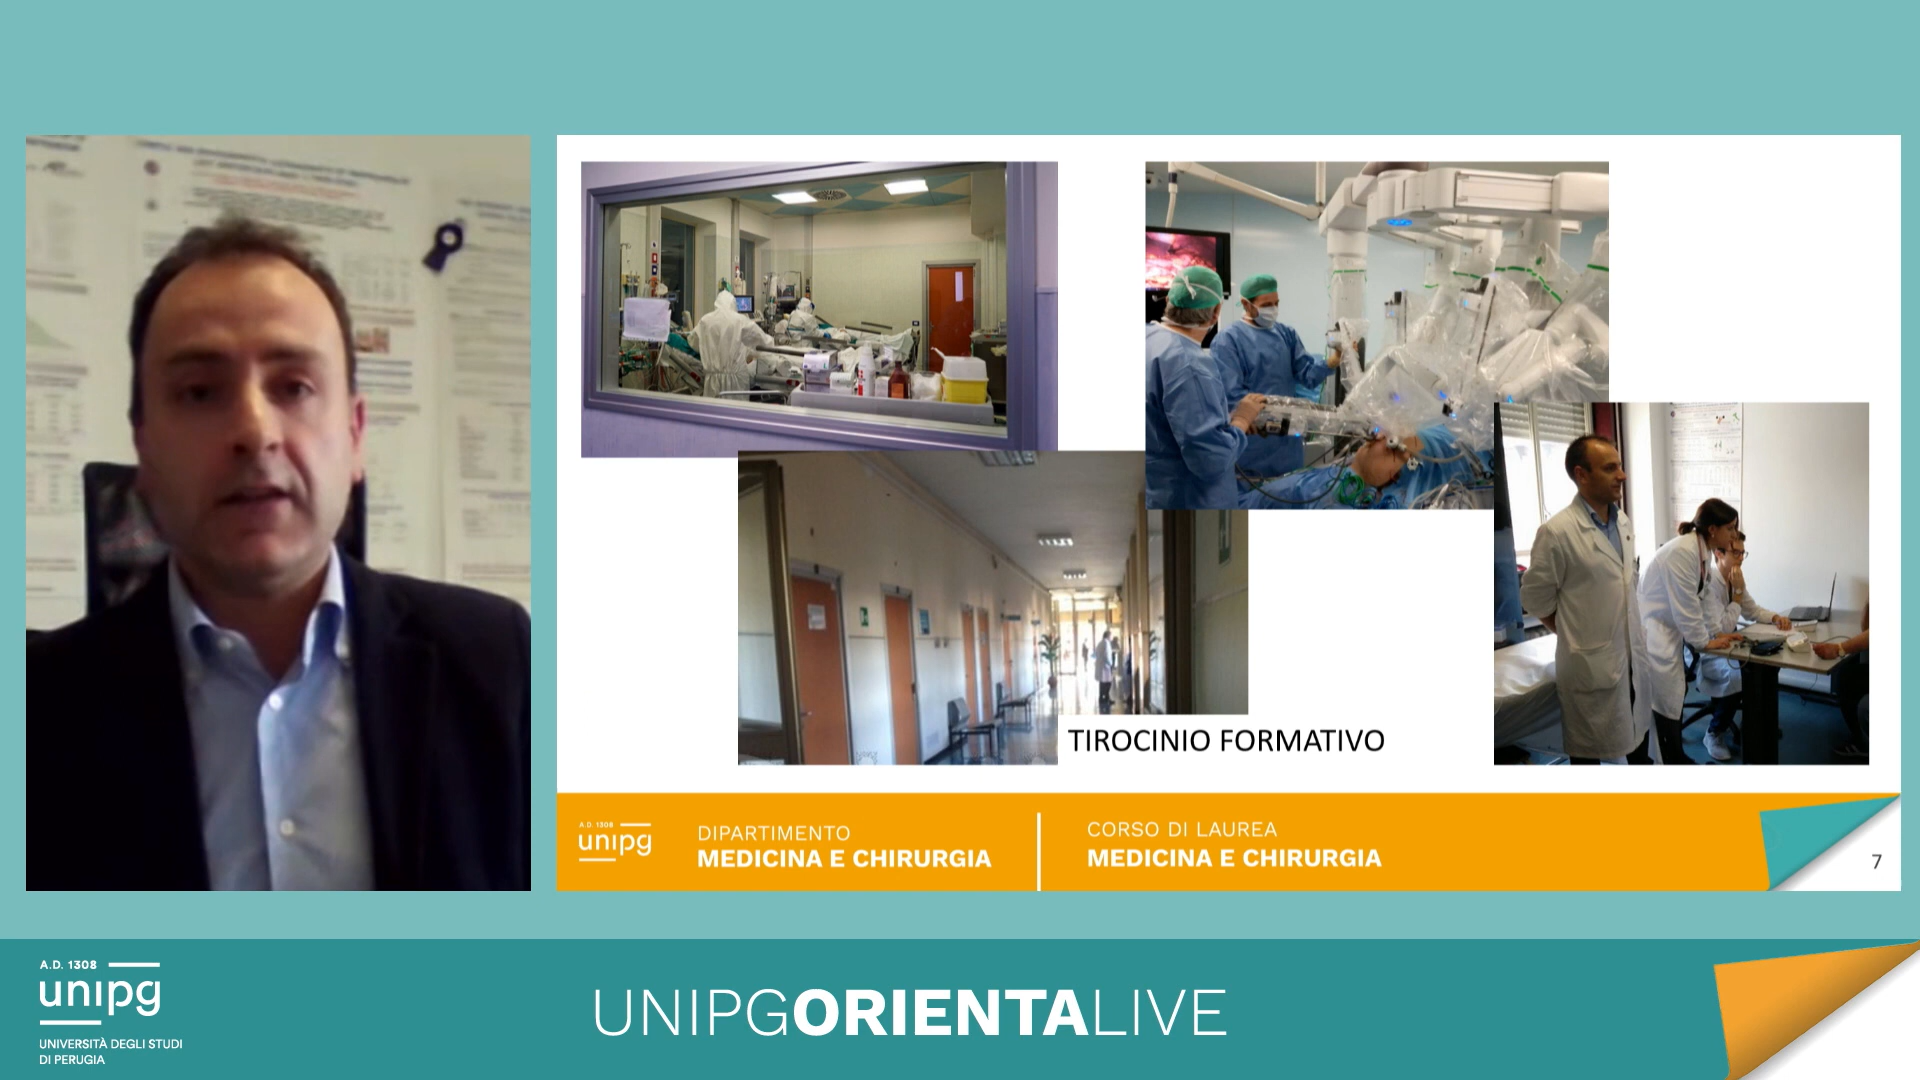 TIROCINIO FORMATIVO
A.D. 1308
unipg
DIPARTIMENTO
MEDICINA E CHIRURGIA
CORSO DI LAUREA
MEDICINA E CHIRURGIA
7
A.D. 1308
unipg
UNIVERSITÀ DEGLI STUDI
DI PERUGIA
UNIPGORIENTALIVE